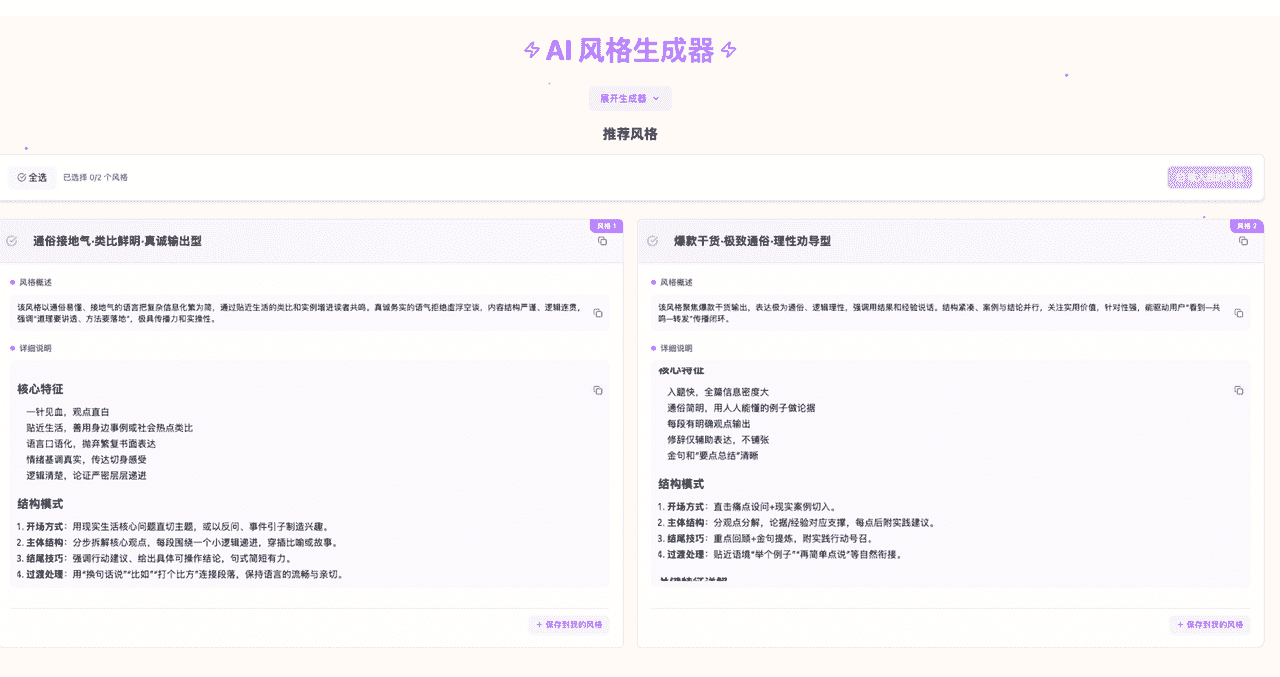 AI 风格生成器
展开生成器
推荐风格
全选
已选择 0/2 个风格
风格 1
通俗接地气·类比鲜明·真诚输出型
风格概述
该风格以通俗易懂、接地气的语言把复杂信息化繁为简，通过贴近生活的类比和实例增进读者共鸣。真诚务实的语气拒绝虚浮空谈，内容结构严谨、逻辑连贯，
强调“道理要讲透、方法要落地”，极具传播力和实操性。
详细说明
核心特征
一针见血，观点直白
贴近生活，善用身边事例或社会热点类比
语言口语化，抛弃繁复书面表达
情绪基调真实，传达切身感受
逻辑清楚，论证严密层层递进
结构模式
1. 开场方式：用现实生活核心问题直切主题，或以反问、事件引子制造兴趣。
2. 主体结构：分步拆解核心观点，每段围绕一个小逻辑递进，穿插比喻或故事。
3. 结尾技巧：强调行动建议、给出具体可操作结论，句式简短有力。
4. 过渡处理：用“换句话说”“比如”“打个比方”连接段落，保持语言的流畅与亲切。
+ 保存到我的风格
风格 2
爆款干货·极致通俗·理性劝导型
风格概述
该风格聚焦爆款干货输出，表达极为通俗、逻辑理性，强调用结果和经验说话。结构紧凑、案例与结论并行，关注实用价值，针对性强，能驱动用户“看到—共
鸣—转发”传播闭环。
详细说明
核心特征
入题快，全篇信息密度大
通俗简明，用人人能懂的例子做论据
每段有明确观点输出
修辞仅辅助表达，不铺张
金句和“要点总结”清晰
结构模式
1. 开场方式：直击痛点设问+现实案例切入。
2. 主体结构：分观点分解，论据/经验对应支撑，每点后附实践建议。
3. 结尾技巧：重点回顾+金句提炼，附实践行动号召。
4. 过渡处理：贴近语境“举个例子”“再简单点说”等自然衔接。
+ 保存到我的风格